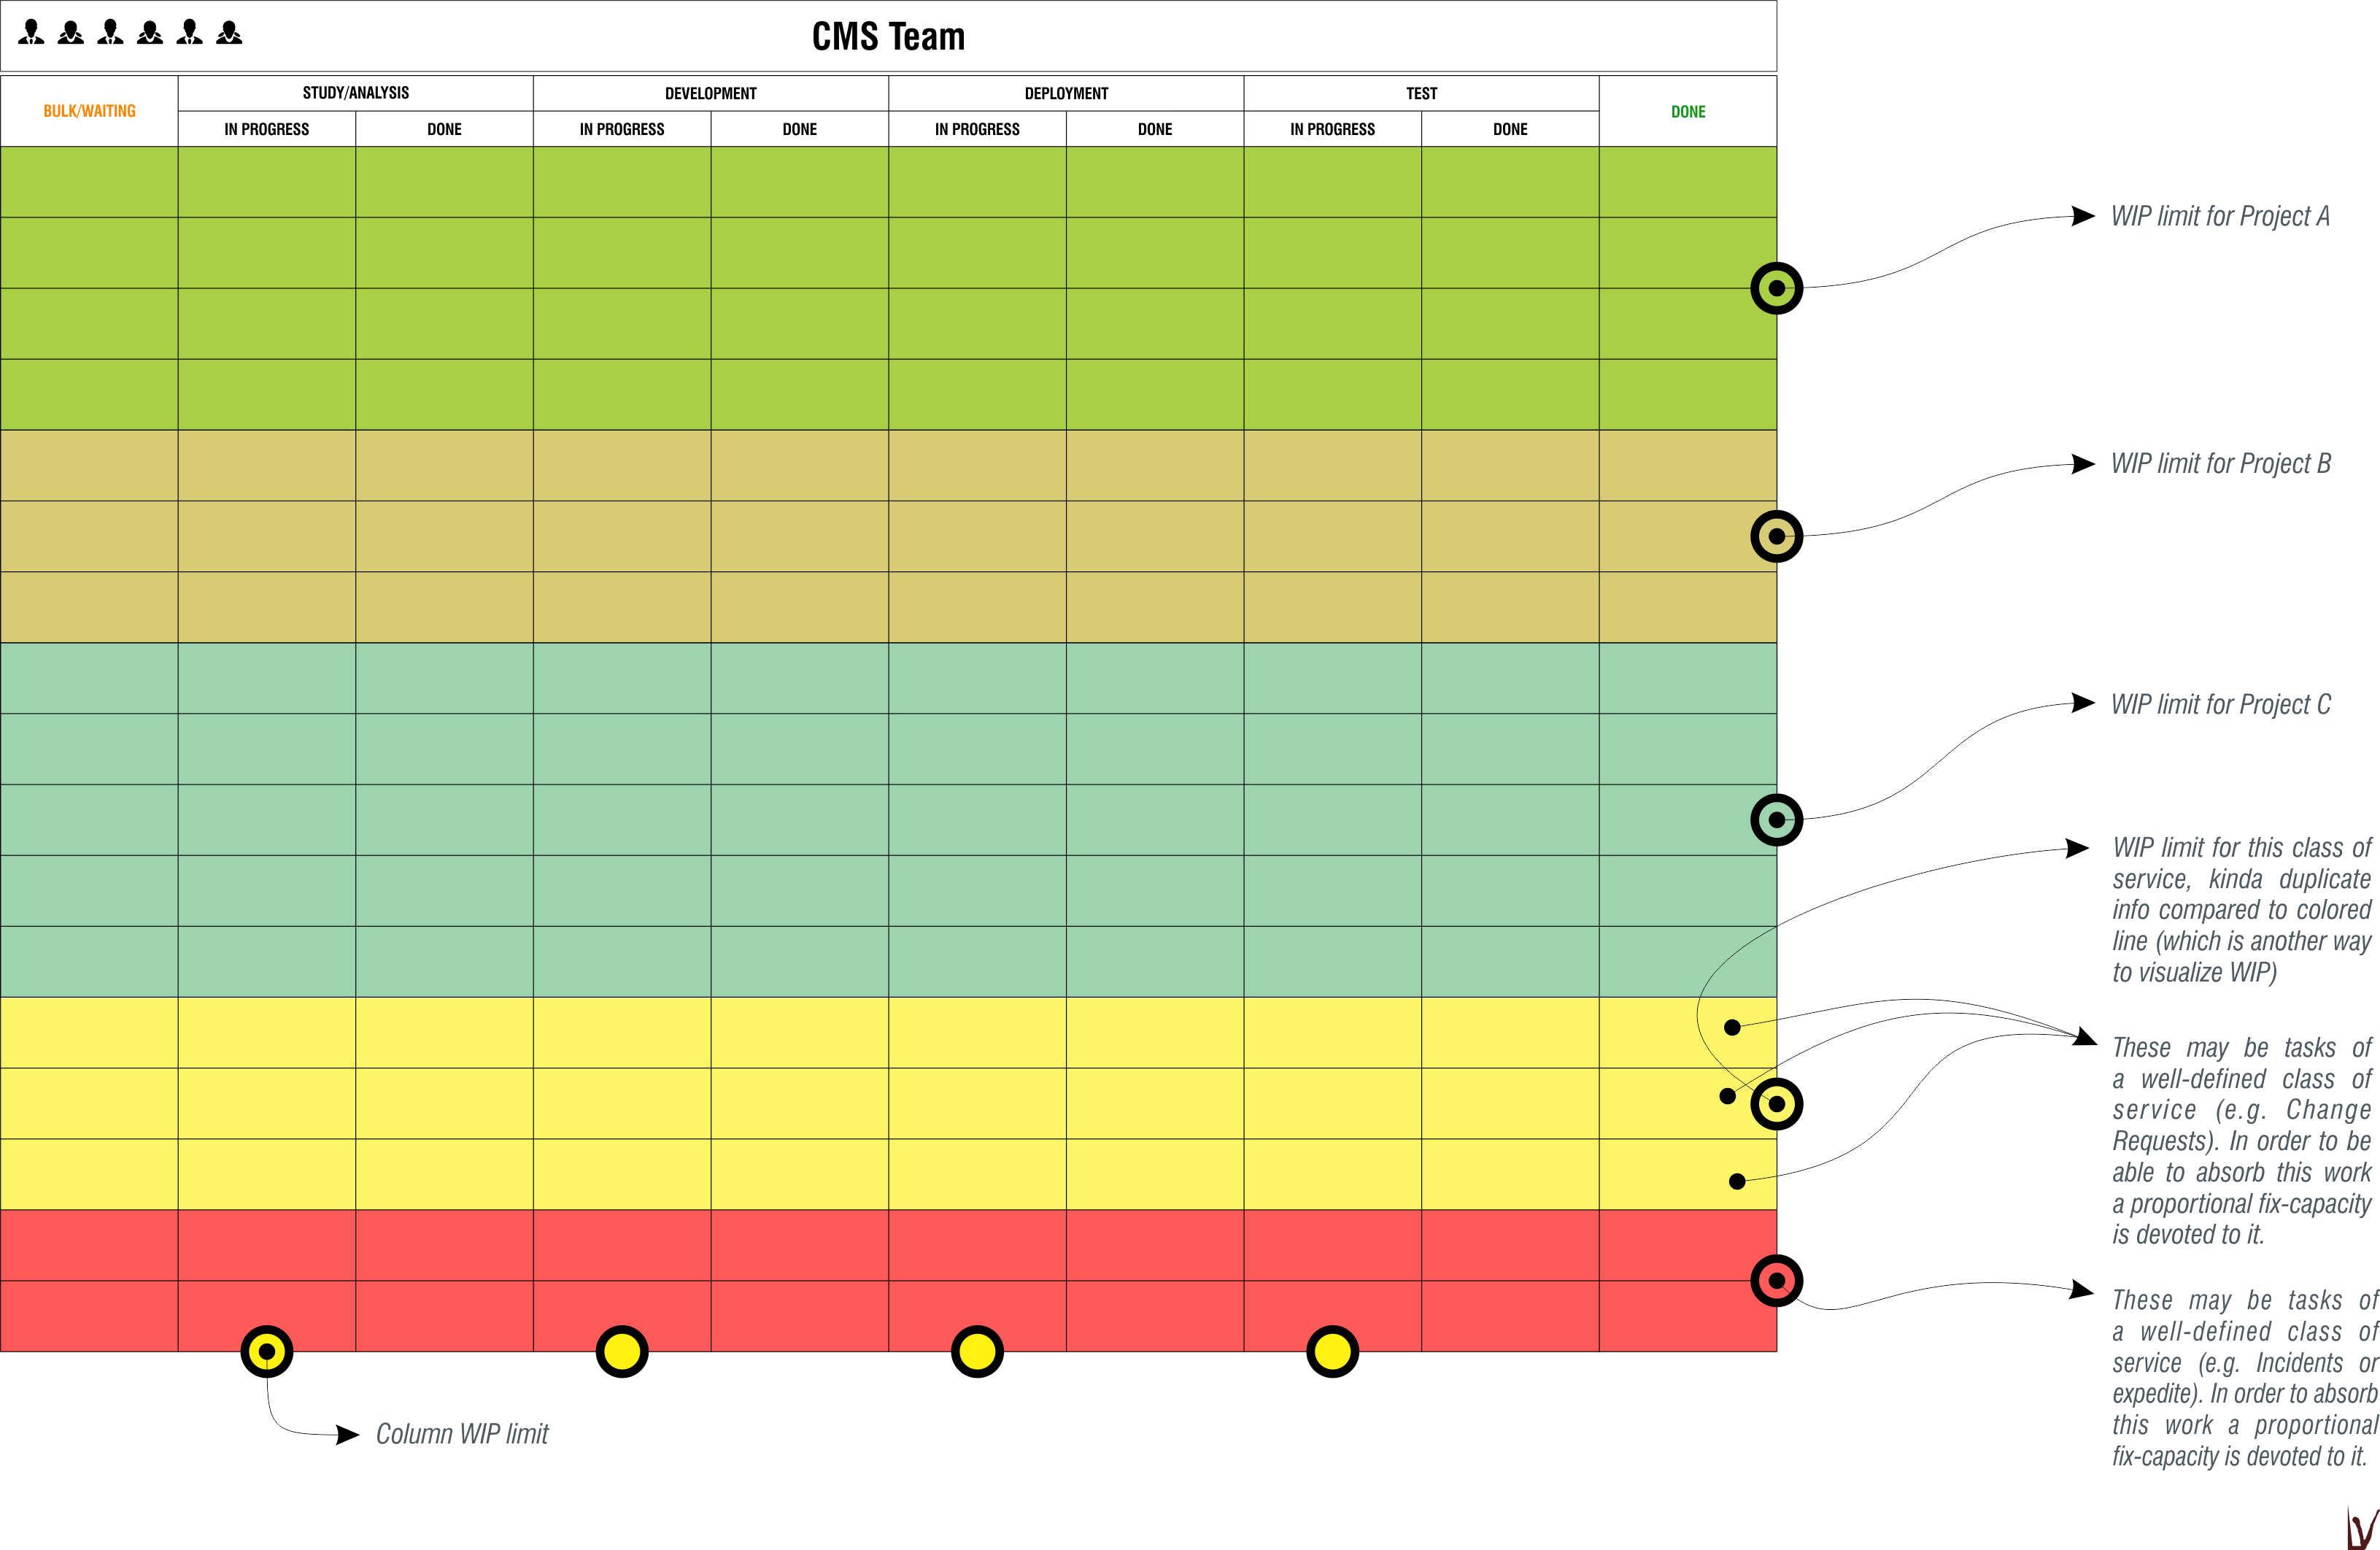 CMS Team
BULK/WAITING
STUDY/ANALYSIS
DEVELOPMENT
DEPLOYMENT
TEST
DONE
IN PROGRESS
DONE
IN PROGRESS
DONE
IN PROGRESS
DONE
IN PROGRESS
DONE
WIP limit for Project A
WIP limit for Project B
WIP limit for Project C
WIP limit for this class of
service, kinda duplicate
info compared to colored
line (which is another way
to visualize WIP)
These may be tasks of
a well-defined class of
service (e.g. Change
Requests). In order to be
able to absorb this work
a proportional fix-capacity
is devoted to it.
These may be tasks of
a well-defined class of
service (e.g. Incidents or
expedite). In order to absorb
this work a proportional
fix-capacity is devoted to it.
Column WIP limit